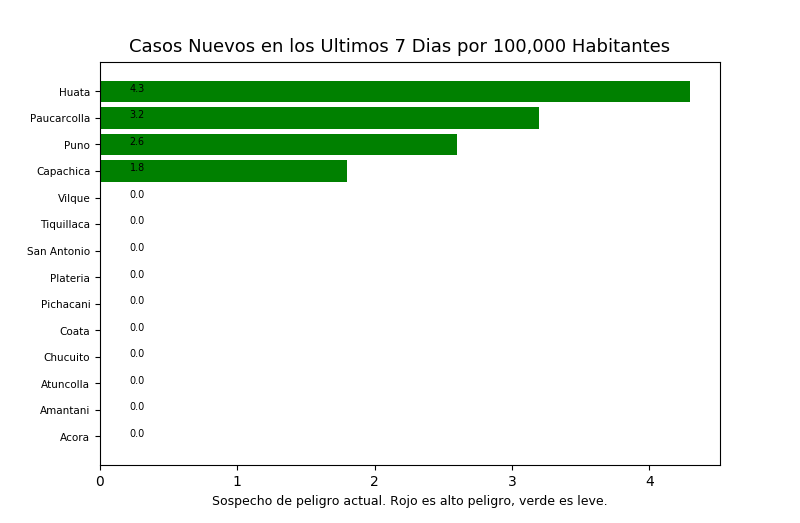 Casos Nuevos en los Ultimos 7 Dias por 100,000 Habitantes
Huata 4.3
Paucarcolla 3.2
Puno 2.6
Capachica 1.8
Vilque 0.0
Tiquillaca 0.0
San Antonio 0.0
Plateria 0.0
Pichacani 0.0
Coata 0.0
Chucuito 0.0
Atuncolla 0.0
Amantani 0.0
Acora 0.0
0 1 2 3 4
Sospecho de peligro actual. Rojo es alto peligro, verde es leve.